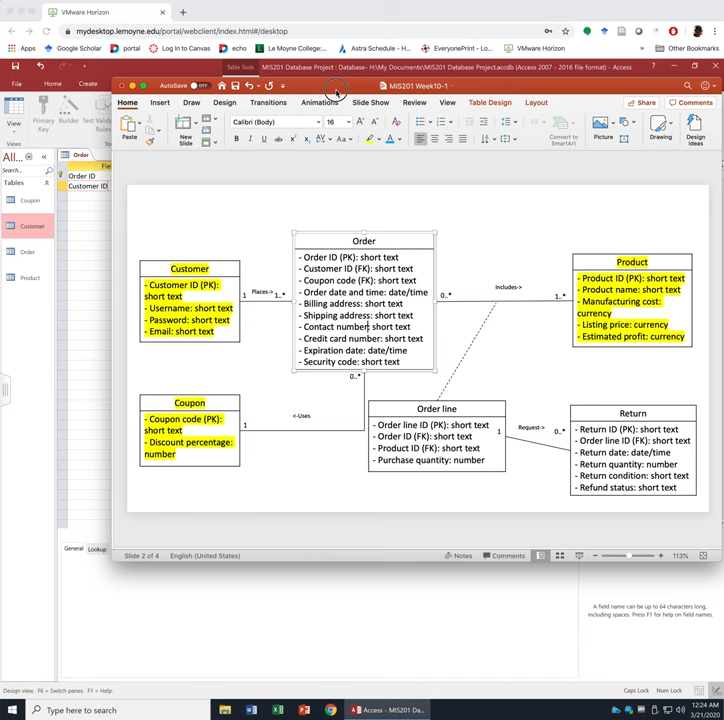 VMware Horizon
mydesktop.lemoyne.edu/portal/webclient/index.html#/desktop
Apps
Google Scholar
portal
Log In to Canvas
echo
Le Moyne College:...
Astra Schedule - H...
EveryonePrint - Lo...
VMware Horizon
Other Bookmarks
Table Tools
MIS201 Database Project : Database- H:\My Documents\MIS201 Database Project.accdb (Access 2007 - 2016 file format) - Access
File
Home
Create
AutoSave OFF
MIS201 Week10-1
Home
Insert
Draw
Design
Transitions
Animations
Slide Show
Review
View
Table Design
Layout
Share
Comments
View
Primary Key
Builder
Test Vali
Rul
Paste
New Slide
Calibri (Body)
16
Convert to SmartArt
Picture
Drawing
Design Ideas
All...
Search...
Tables
Coupon
Customer
Order
Product
Order
Fie
Order ID
Customer ID
Customer
- Customer ID (PK): short
text
- Username: short text
- Password: short text
- Email: short text
1
Places->
1..*
Order
- Order ID (PK): short text
- Customer ID (FK): short text
- Coupon code (FK): short text
- Order date and time: date/time
- Billing address: short text
- Shipping address: short text
- Contact number: short text
- Credit card number: short text
- Expiration date: date/time
- Security code: short text
0..*
Includes->
1..*
Product
- Product ID (PK): short text
- Product name: short text
- Manufacturing cost:
currency
- Listing price: currency
- Estimated profit: currency
0..*
Coupon
- Coupon code (PK): short
text
- Discount percentage:
number
1
<-Uses
Order line
- Order line ID (PK): short text
- Order ID (FK): short text
- Product ID (FK): short text
- Purchase quantity: number
1
Request->
0..*
Return
- Return ID (PK): short text
- Order line ID (FK): short text
- Return date: date/time
- Return quantity: number
- Return condition: short text
- Refund status: short text
General
Lookup
Slide 2 of 4
English (United States)
Notes
Comments
113%
A field name can be up to 64 characters long,
including spaces. Press F1 for help on field names.
Design view. F6 = Switch panes. F1 = Help.
Caps Lock
Num Lock
Type here to search
Access - MIS201 Da...
12:24 AM
3/21/2020